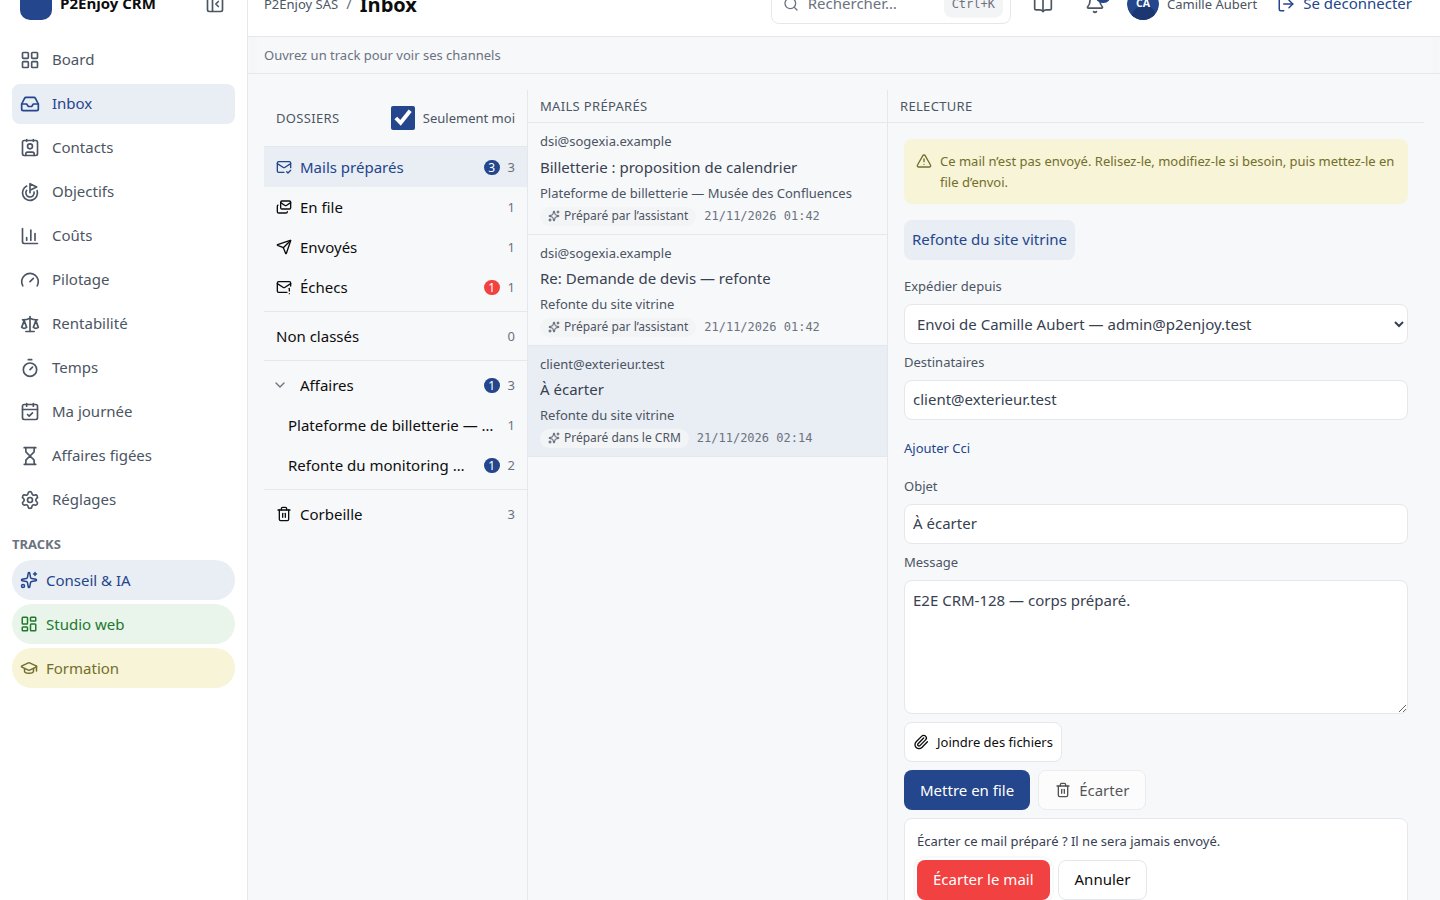 P2Enjoy CRM
Board
Inbox
Contacts
Objectifs
Coûts
Pilotage
Rentabilité
Temps
Ma journée
Affaires figées
Réglages
TRACKS
Conseil & IA
Studio web
Formation
P2Enjoy SAS / Inbox
Rechercher... Ctrl+K
CA Camille Aubert
Se déconnecter
Ouvrez un track pour voir ses channels
DOSSIERS
Seulement moi
Mails préparés 3 3
En file 1
Envoyés 1
Échecs 1 1
Non classés 0
Affaires 1 3
Plateforme de billetterie — ... 1
Refonte du monitoring ... 1 2
Corbeille 3
MAILS PRÉPARÉS
dsi@sogexia.example
Billetterie : proposition de calendrier
Plateforme de billetterie — Musée des Confluences
Préparé par l’assistant 21/11/2026 01:42
dsi@sogexia.example
Re: Demande de devis — refonte
Refonte du site vitrine
Préparé par l’assistant 21/11/2026 01:42
client@exterieur.test
À écarter
Refonte du site vitrine
Préparé dans le CRM 21/11/2026 02:14
RELECTURE
Ce mail n’est pas envoyé. Relisez-le, modifiez-le si besoin, puis mettez-le en
file d’envoi.
Refonte du site vitrine
Expédier depuis
Envoi de Camille Aubert — admin@p2enjoy.test
Destinataires
client@exterieur.test
Ajouter Cci
Objet
À écarter
Message
E2E CRM-128 — corps préparé.
Joindre des fichiers
Mettre en file
Écarter
Écarter ce mail préparé ? Il ne sera jamais envoyé.
Écarter le mail
Annuler